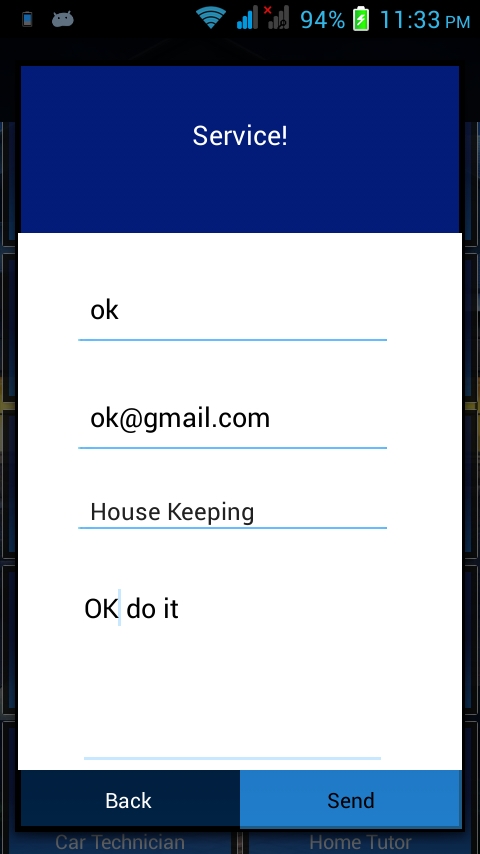 94% 11:33 PM
Service!
ok
ok@gmail.com
House Keeping
OK do it
Back Send
Car Technician Home Tutor